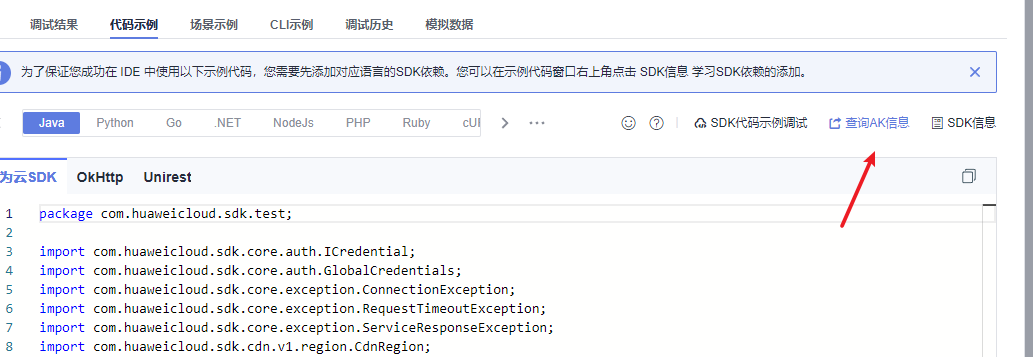 调试结果 代码示例 场景示例 CLI示例 调试历史 模拟数据
为了保证您成功在 IDE 中使用以下示例代码，您需要先添加对应语言的SDK依赖。您可以在示例代码窗口右上角点击 SDK信息 学习SDK依赖的添加。
Java Python Go .NET NodeJs PHP Ruby SDK代码示例调试 查询AK信息 SDK信息
为云SDK OkHttp Unirest
1 package com.huaweicloud.sdk.test;
2
3 import com.huaweicloud.sdk.core.auth.ICredential;
4 import com.huaweicloud.sdk.core.auth.GlobalCredentials;
5 import com.huaweicloud.sdk.core.exception.ConnectionException;
6 import com.huaweicloud.sdk.core.exception.RequestTimeoutException;
7 import com.huaweicloud.sdk.core.exception.ServiceResponseException;
8 import com.huaweicloud.sdk.cdn.v1.region.CdnRegion;